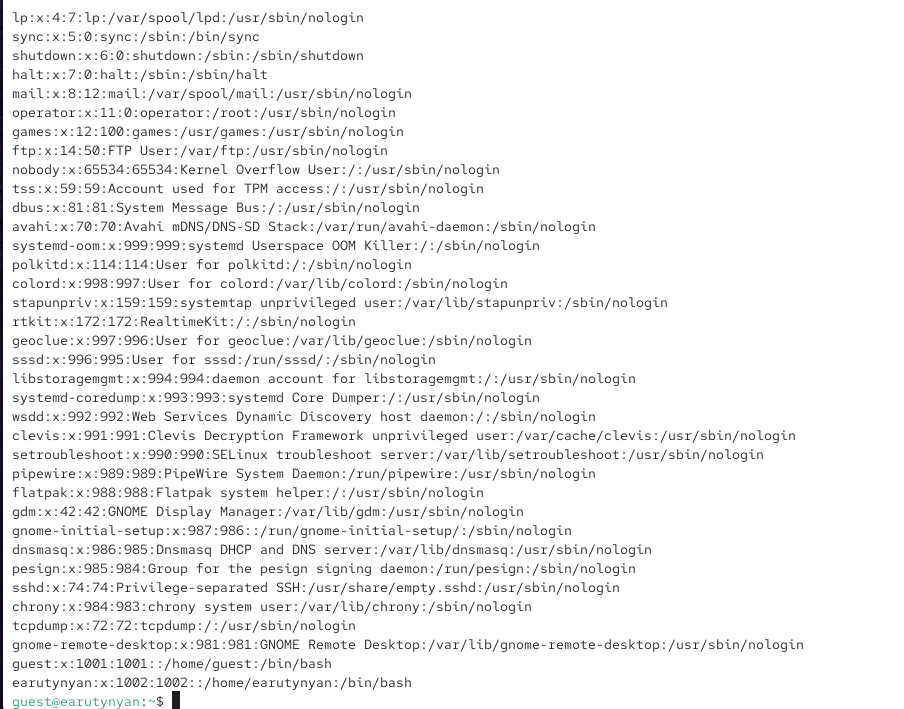 lp:x:4:7:lp:/var/spool/lpd:/usr/sbin/nologin
sync:x:5:0:sync:/sbin:/bin/sync
shutdown:x:6:0:shutdown:/sbin:/sbin/shutdown
halt:x:7:0:halt:/sbin:/sbin/halt
mail:x:8:12:mail:/var/spool/mail:/usr/sbin/nologin
operator:x:11:0:operator:/root:/usr/sbin/nologin
games:x:12:100:games:/usr/games:/usr/sbin/nologin
ftp:x:14:50:FTP User:/var/ftp:/usr/sbin/nologin
nobody:x:65534:65534:Kernel Overflow User:/:/usr/sbin/nologin
tss:x:59:59:Account used for TPM access:/:/usr/sbin/nologin
dbus:x:81:81:System Message Bus:/:/usr/sbin/nologin
avahi:x:70:70:Avahi mDNS/DNS-SD Stack:/var/run/avahi-daemon:/sbin/nologin
systemd-oom:x:999:999:systemd Userspace OOM Killer:/:/sbin/nologin
polkitd:x:114:114:User for polkitd:/:/sbin/nologin
colord:x:998:997:User for colord:/var/lib/colord:/sbin/nologin
stapunpriv:x:159:159:systemtap unprivileged user:/var/lib/stapunpriv:/sbin/nologin
rtkit:x:172:172:RealtimeKit:/:/sbin/nologin
geoclue:x:997:996:User for geoclue:/var/lib/geoclue:/sbin/nologin
sssd:x:996:995:User for sssd:/run/sssd/:/sbin/nologin
libstoragemgmt:x:994:994:daemon account for libstoragemgmt:/:/usr/sbin/nologin
systemd-coredump:x:993:993:systemd Core Dumper:/:/sbin/nologin
wsdd:x:992:992:Web Services Dynamic Discovery host daemon:/:/sbin/nologin
clevis:x:991:991:Clevis Decryption Framework unprivileged user:/var/cache/clevis:/usr/sbin/nologin
setroubleshoot:x:990:990:SELinux troubleshoot server:/var/lib/setroubleshoot:/usr/sbin/nologin
pipewire:x:989:989:PipeWire System Daemon:/run/pipewire:/usr/sbin/nologin
flatpak:x:988:988:Flatpak system helper:/:/usr/sbin/nologin
gdm:x:42:42:GNOME Display Manager:/var/lib/gdm:/usr/sbin/nologin
gnome-initial-setup:x:987:986::/run/gnome-initial-setup/:/sbin/nologin
dnsmasq:x:986:985:Dnsmasq DHCP and DNS server:/var/lib/dnsmasq:/usr/sbin/nologin
pesign:x:985:984:Group for the pesign signing daemon:/run/pesign:/sbin/nologin
sshd:x:74:74:Privilege-separated SSH:/usr/share/empty.sshd:/usr/sbin/nologin
chrony:x:984:983:chrony system user:/var/lib/chrony:/sbin/nologin
tcpdump:x:72:72:tcpdump:/:/usr/sbin/nologin
gnome-remote-desktop:x:981:981:GNOME Remote Desktop:/var/lib/gnome-remote-desktop:/usr/sbin/nologin
guest:x:1001:1001::/home/guest:/bin/bash
earutynyan:x:1002:1002::/home/earutynyan:/bin/bash
guest@earutynyan:~$